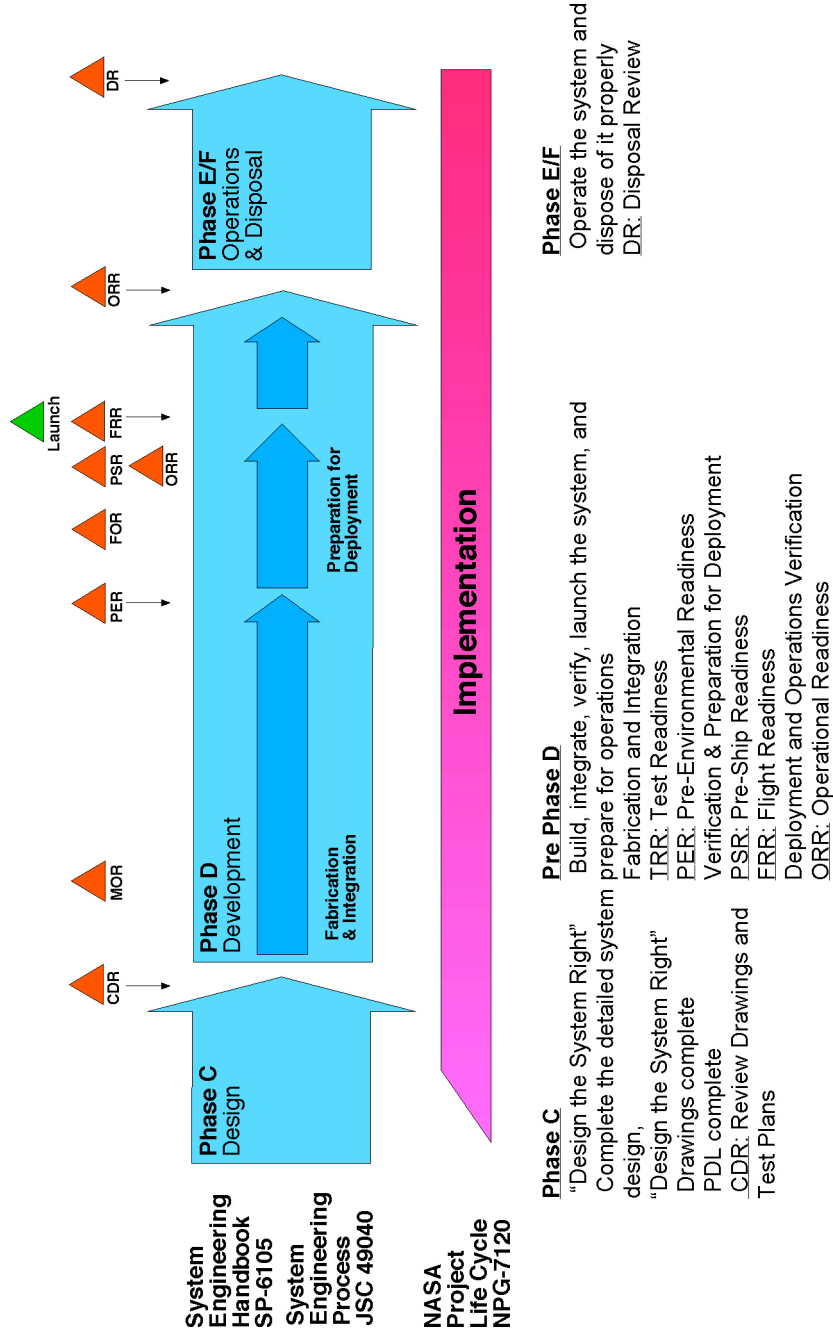 CDR
MOR
PER
FOR
PSR
ORR
Launch
FRR
ORR
DR
System
Engineering
Handbook
SP-6105
System
Engineering
Process
JSC 49040
Phase C
Design
Phase D
Development
Fabrication
& Integration
Preparation for
Deployment
Phase E/F
Operations
& Disposal
NASA
Project
Life Cycle
NPG-7120
Implementation
Phase C
“Design the System Right”
Complete the detailed system
design,
“Design the System Right”
Drawings complete
PDL complete
CDR: Review Drawings and
Test Plans
Pre Phase D
Build, integrate, verify, launch the system, and
prepare for operations
Fabrication and Integration
TRR: Test Readiness
PER: Pre-Environmental Readiness
Verification & Preparation for Deployment
PSR: Pre-Ship Readiness
FRR: Flight Readiness
Deployment and Operations Verification
ORR: Operational Readiness
Phase E/F
Operate the system and
dispose of it properly
DR: Disposal Review